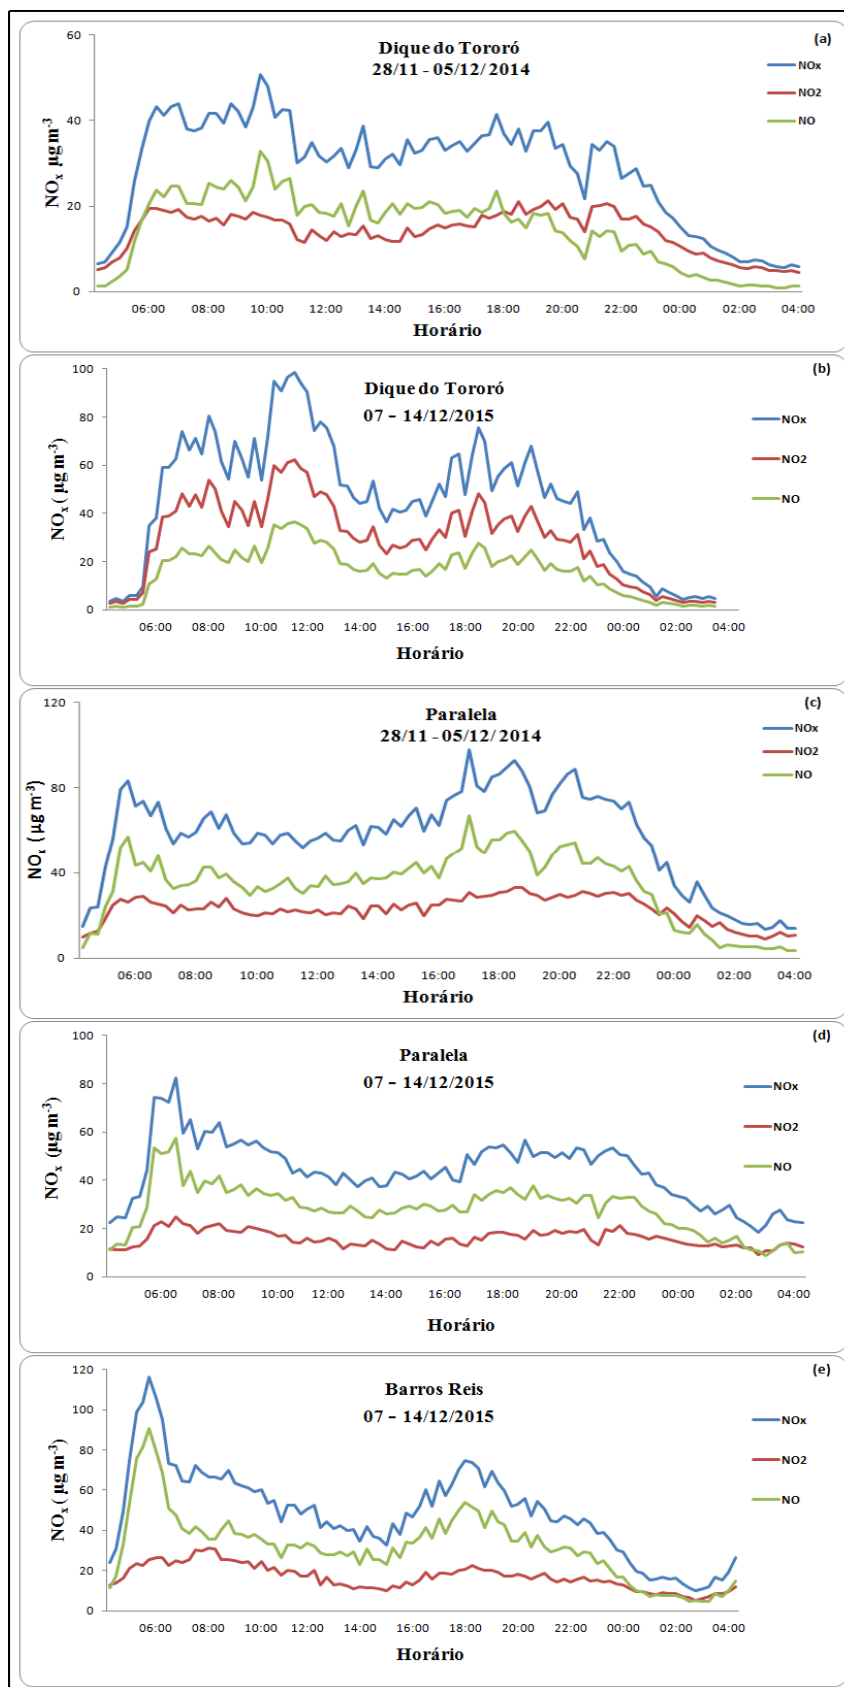 (a)
Dique do Tororó
28/11 - 05/12/ 2014
NOx
NO2
NO
NOx µg m-3
60
40
20
0
06:00 08:00 10:00 12:00 14:00 16:00 18:00 20:00 22:00 00:00 02:00 04:00
Horário
(b)
Dique do Tororó
07 – 14/12/2015
NOx
NO2
NO
NOx ( µg m-3)
100
80
60
40
20
0
06:00 08:00 10:00 12:00 14:00 16:00 18:00 20:00 22:00 00:00 02:00 04:00
Horário
(c)
Paralela
28/11 - 05/12/ 2014
NOx
NO2
NO
NOx ( µg m-3)
120
80
40
0
06:00 08:00 10:00 12:00 14:00 16:00 18:00 20:00 22:00 00:00 02:00 04:00
Horário
(d)
Paralela
07 – 14/12/2015
NOx
NO2
NO
NOx (µg m-3)
100
80
60
40
20
0
06:00 08:00 10:00 12:00 14:00 16:00 18:00 20:00 22:00 00:00 02:00 04:00
Horário
(e)
Barros Reis
07 – 14/12/2015
NOx
NO2
NO
NOx ( µg m-3)
120
100
80
60
40
20
0
06:00 08:00 10:00 12:00 14:00 16:00 18:00 20:00 22:00 00:00 02:00 04:00
Horário